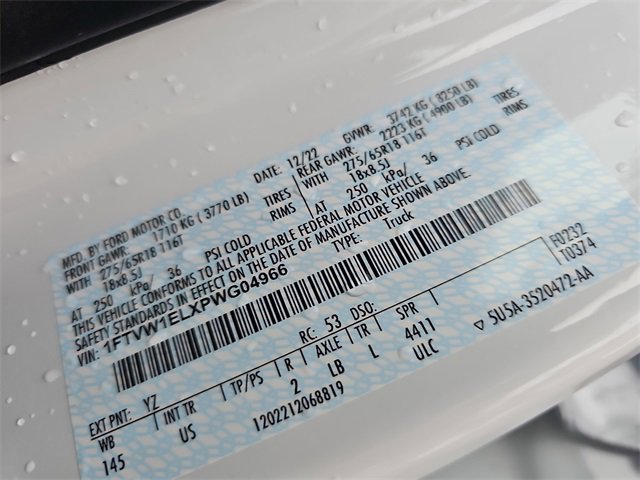 MFD. BY FORD MOTOR CO.
DATE: 12/22 GVWR: 3742 KG ( 8250 LB)
FRONT GAWR: 1710 KG ( 3770 LB) REAR GAWR: 2223 KG ( 4900 LB)
WITH 275/65R18 116T TIRES WITH 275/65R18 116T TIRES
18x8.5J RIMS 18x8.5J RIMS
AT 250 kPa/ 36 PSI COLD AT 250 kPa/ 36 PSI COLD
THIS VEHICLE CONFORMS TO ALL APPLICABLE FEDERAL MOTOR VEHICLE
SAFETY STANDARDS IN EFFECT ON THE DATE OF MANUFACTURE SHOWN ABOVE.
VIN: 1FTVW1ELXPWG04966 TYPE: Truck
F0232
T0374
EXT PNT: YZ RC: 53 DSO:
WB INT TR TP/PS R AXLE TR SPR
145 US 2 LB L 4411
1202212068819 ULC
5U5A-3520472-AA